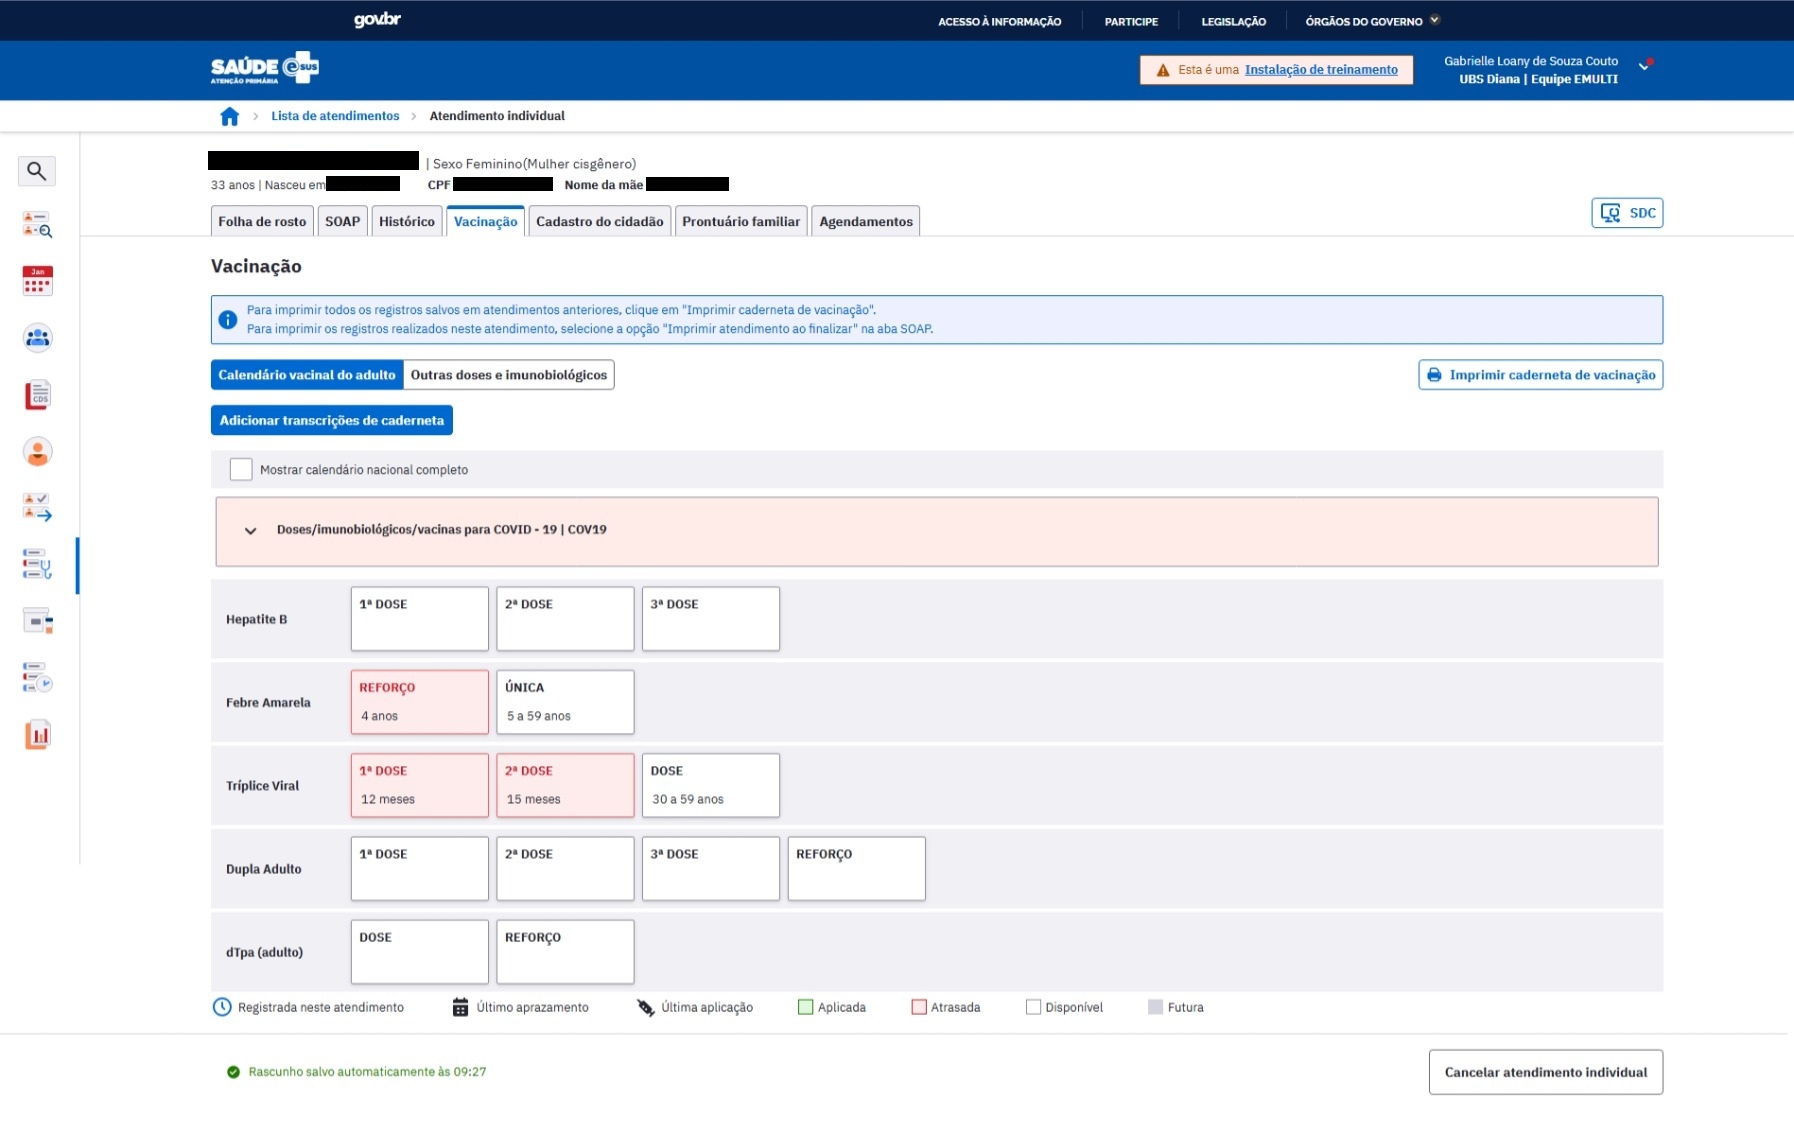 gov.br
ACESSO À INFORMAÇÃO
PARTICIPE
LEGISLAÇÃO
ÓRGÃOS DO GOVERNO
SAÚDE e SUS
ATENÇÃO PRIMÁRIA
Esta é uma Instalação de treinamento
Gabrielle Loany de Souza Couto
UBS Diana | Equipe EMULTI
Lista de atendimentos > Atendimento individual
| Sexo Feminino(Mulher cisgênero)
33 anos | Nasceu em CPF Nome da mãe
Folha de rosto
SOAP
Histórico
Vacinação
Cadastro do cidadão
Prontuário familiar
Agendamentos
SDC
Jan
CDS
Vacinação
Para imprimir todos os registros salvos em atendimentos anteriores, clique em "Imprimir caderneta de vacinação".
Para imprimir os registros realizados neste atendimento, selecione a opção "Imprimir atendimento ao finalizar" na aba SOAP.
Calendário vacinal do adulto
Outras doses e imunobiológicos
Imprimir caderneta de vacinação
Adicionar transcrições de caderneta
Mostrar calendário nacional completo
Doses/imunobiológicos/vacinas para COVID - 19 | COV19
Hepatite B
1ª DOSE
2ª DOSE
3ª DOSE
Febre Amarela
REFORÇO
4 anos
ÚNICA
5 a 59 anos
Tríplice Viral
1ª DOSE
12 meses
2ª DOSE
15 meses
DOSE
30 a 59 anos
Dupla Adulto
1ª DOSE
2ª DOSE
3ª DOSE
REFORÇO
dTpa (adulto)
DOSE
REFORÇO
Registrada neste atendimento
Último aprazamento
Última aplicação
Aplicada
Atrasada
Disponível
Futura
Rascunho salvo automaticamente às 09:27
Cancelar atendimento individual